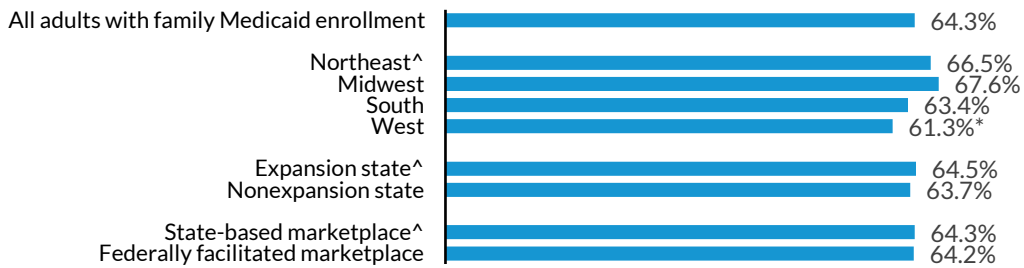 All adults with family Medicaid enrollment 64.3%
Northeast^ 66.5%
Midwest 67.6%
South 63.4%
West 61.3%*
Expansion state^ 64.5%
Nonexpansion state 63.7%
State-based marketplace^ 64.3%
Federally facilitated marketplace 64.2%